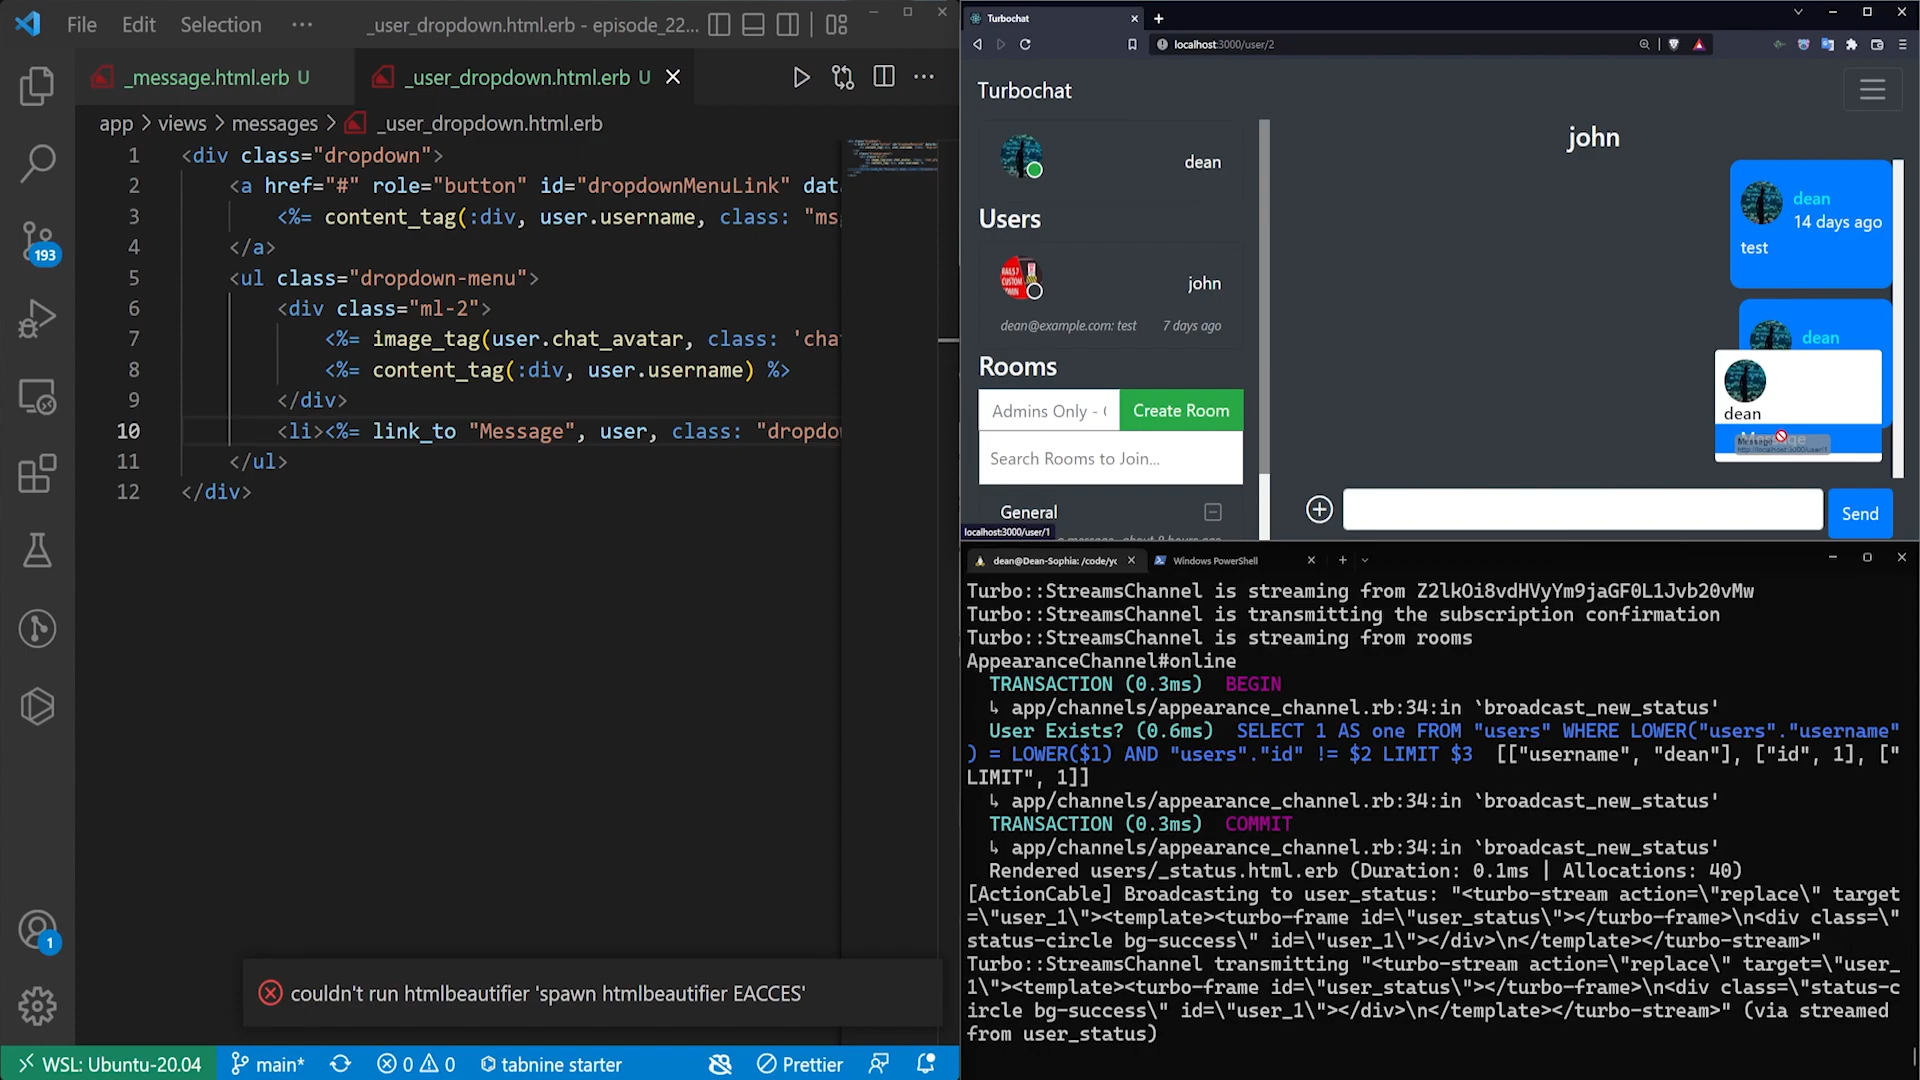 File Edit Selection ··· _user_dropdown.html.erb - episode_22...
_message.html.erb U
_user_dropdown.html.erb U
app > views > messages > _user_dropdown.html.erb
1 <div class="dropdown">
2 <a href="#" role="button" id="dropdownMenuLink" dat
3 <%= content_tag(:div, user.username, class: "ms
4 </a>
5 <ul class="dropdown-menu">
6 <div class="ml-2">
7 <%= image_tag(user.chat_avatar, class: 'cha
8 <%= content_tag(:div, user.username) %>
9 </div>
10 <li><%= link_to "Message", user, class: "dropdo
11 </ul>
12 </div>
193
1
couldn't run htmlbeautifier 'spawn htmlbeautifier EACCES'
WSL: Ubuntu-20.04 main* 0 0 tabnine starter Prettier
Turbochat
localhost:3000/user/2
Turbochat
dean
Users
john
dean@example.com: test 7 days ago
Rooms
Admins Only - Create Room
Search Rooms to Join...
General
localhost:3000/user/1
john
dean
14 days ago
test
dean
dean
Message
Send
dean@Dean-Sophia: /code/yc
Windows PowerShell
Turbo::StreamsChannel is streaming from Z2lkOi8vdHVyYm9jaGF0L1Jvb20vMw
Turbo::StreamsChannel is transmitting the subscription confirmation
Turbo::StreamsChannel is streaming from rooms
AppearanceChannel#online
TRANSACTION (0.3ms) BEGIN
↳ app/channels/appearance_channel.rb:34:in `broadcast_new_status'
User Exists? (0.6ms) SELECT 1 AS one FROM "users" WHERE LOWER("users"."username"
) = LOWER($1) AND "users"."id" != $2 LIMIT $3 [["username", "dean"], ["id", 1], ["
LIMIT", 1]]
↳ app/channels/appearance_channel.rb:34:in `broadcast_new_status'
TRANSACTION (0.3ms) COMMIT
↳ app/channels/appearance_channel.rb:34:in `broadcast_new_status'
Rendered users/_status.html.erb (Duration: 0.1ms | Allocations: 40)
[ActionCable] Broadcasting to user_status: "<turbo-stream action=\"replace\" target
=\"user_1\"><template><turbo-frame id=\"user_status\"></turbo-frame>\n<div class=\"
status-circle bg-success\" id=\"user_1\"></div>\n</template></turbo-stream>"
Turbo::StreamsChannel transmitting "<turbo-stream action=\"replace\" target=\"user_
1\"><template><turbo-frame id=\"user_status\"></turbo-frame>\n<div class=\"status-c
ircle bg-success\" id=\"user_1\"></div>\n</template></turbo-stream>" (via streamed
from user_status)